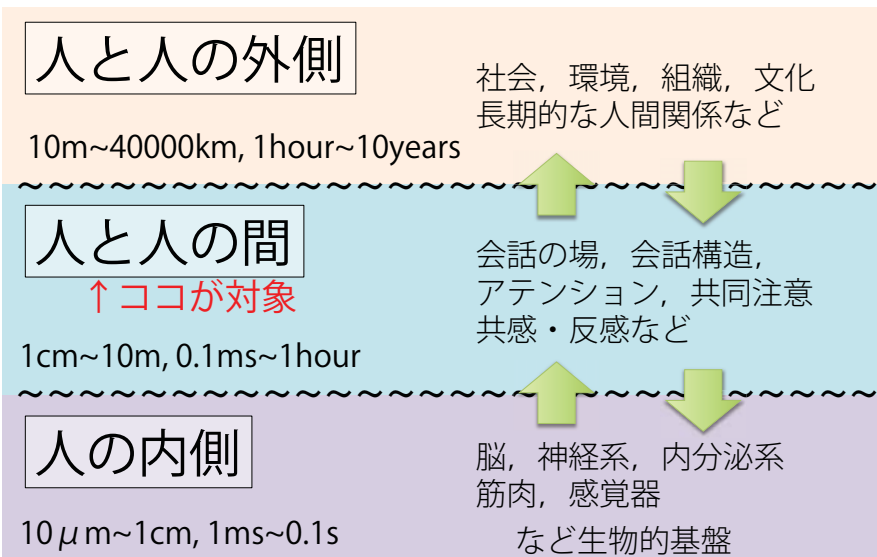 人と人の外側
社会，環境，組織，文化
長期的な人間関係など
10m~40000km, 1hour~10years
人と人の間
↑ココが対象
会話の場，会話構造，
アテンション，共同注意
共感・反感など
1cm~10m, 0.1ms~1hour
人の内側
脳，神経系，内分泌系
筋肉，感覚器
など生物的基盤
10μm~1cm, 1ms~0.1s